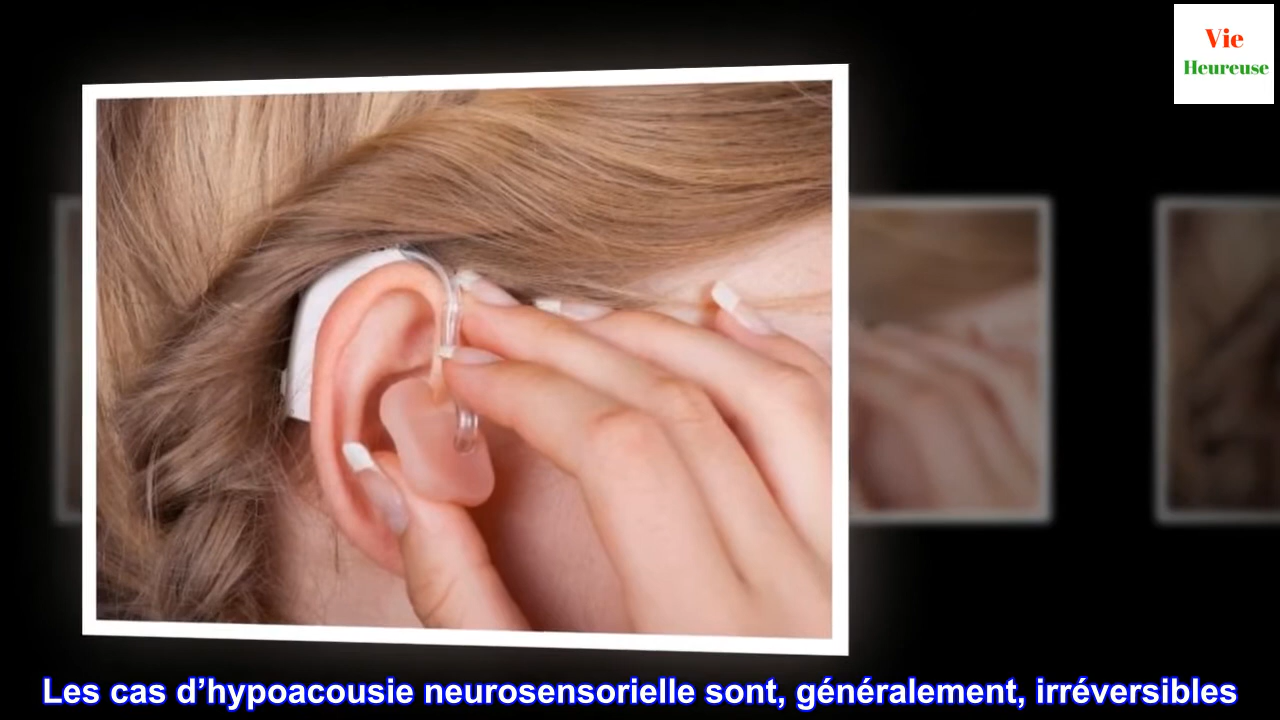 Vie
Heureuse
Les cas d’hypoacousie neurosensorielle sont, généralement, irréversibles